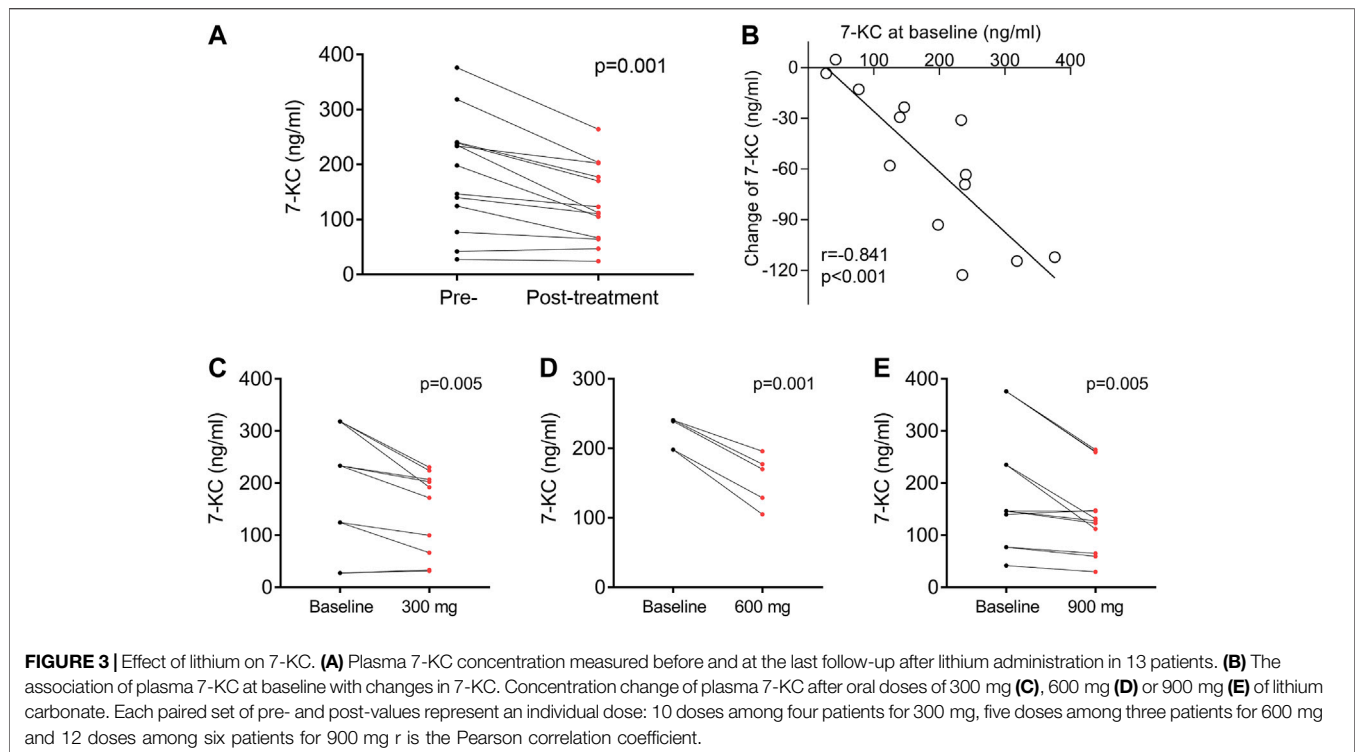 A
400
300
200
100
0
7-KC (ng/ml)
p=0.001
Pre-
Post-treatment
B
7-KC at baseline (ng/ml)
100 200 300 400
0
-30
-60
-90
-120
Change of 7-KC (ng/ml)
r=-0.841
p<0.001
C
400
300
200
100
0
7-KC (ng/ml)
p=0.005
Baseline 300 mg
D
300
200
100
0
7-KC (ng/ml)
p=0.001
Baseline 600 mg
E
400
300
200
100
0
7-KC (ng/ml)
p=0.005
Baseline 900 mg
FIGURE 3 | Effect of lithium on 7-KC. (A) Plasma 7-KC concentration measured before and at the last follow-up after lithium administration in 13 patients. (B) The
association of plasma 7-KC at baseline with changes in 7-KC. Concentration change of plasma 7-KC after oral doses of 300 mg (C), 600 mg (D) or 900 mg (E) of lithium
carbonate. Each paired set of pre- and post-values represent an individual dose: 10 doses among four patients for 300 mg, five doses among three patients for 600 mg
and 12 doses among six patients for 900 mg r is the Pearson correlation coefficient.